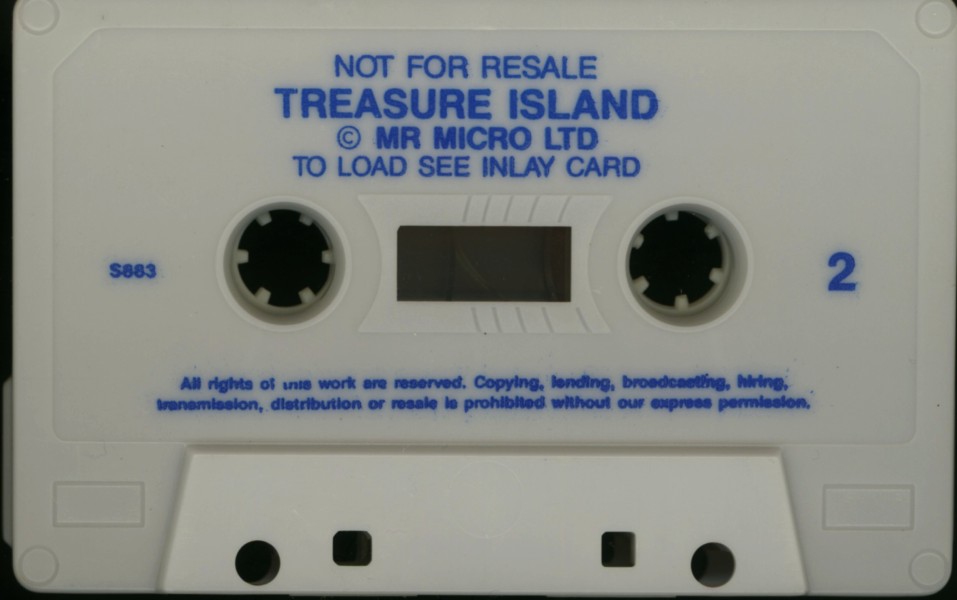 NOT FOR RESALE
TREASURE ISLAND
© MR MICRO LTD
TO LOAD SEE INLAY CARD
S883
2
All rights of this work are reserved. Copying, lending, broadcasting, hiring,
transmission, distribution or resale is prohibited without our express permission.